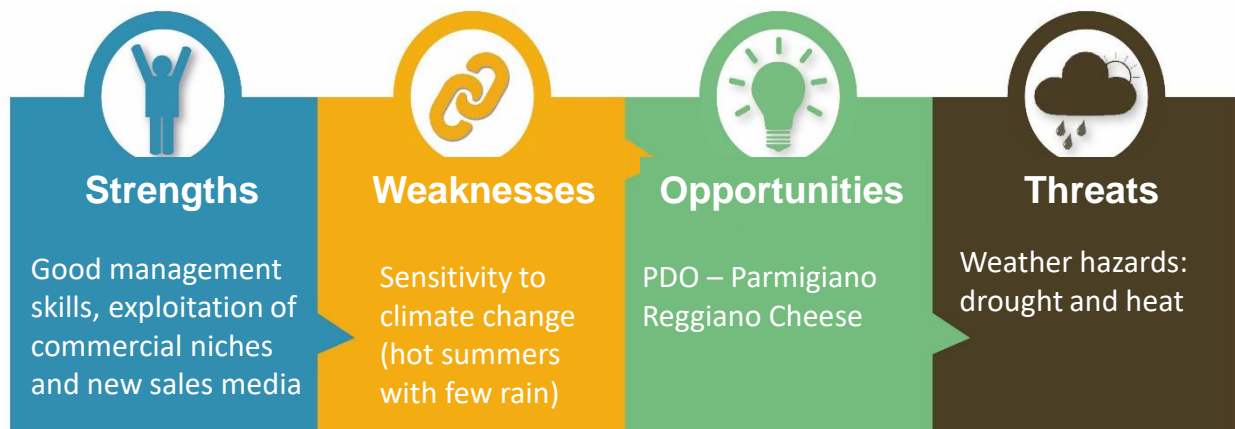 Strengths
Good management
skills, exploitation of
commercial niches
and new sales media
Weaknesses
Sensitivity to
climate change
(hot summers
with few rain)
Opportunities
PDO – Parmigiano
Reggiano Cheese
Threats
Weather hazards:
drought and heat